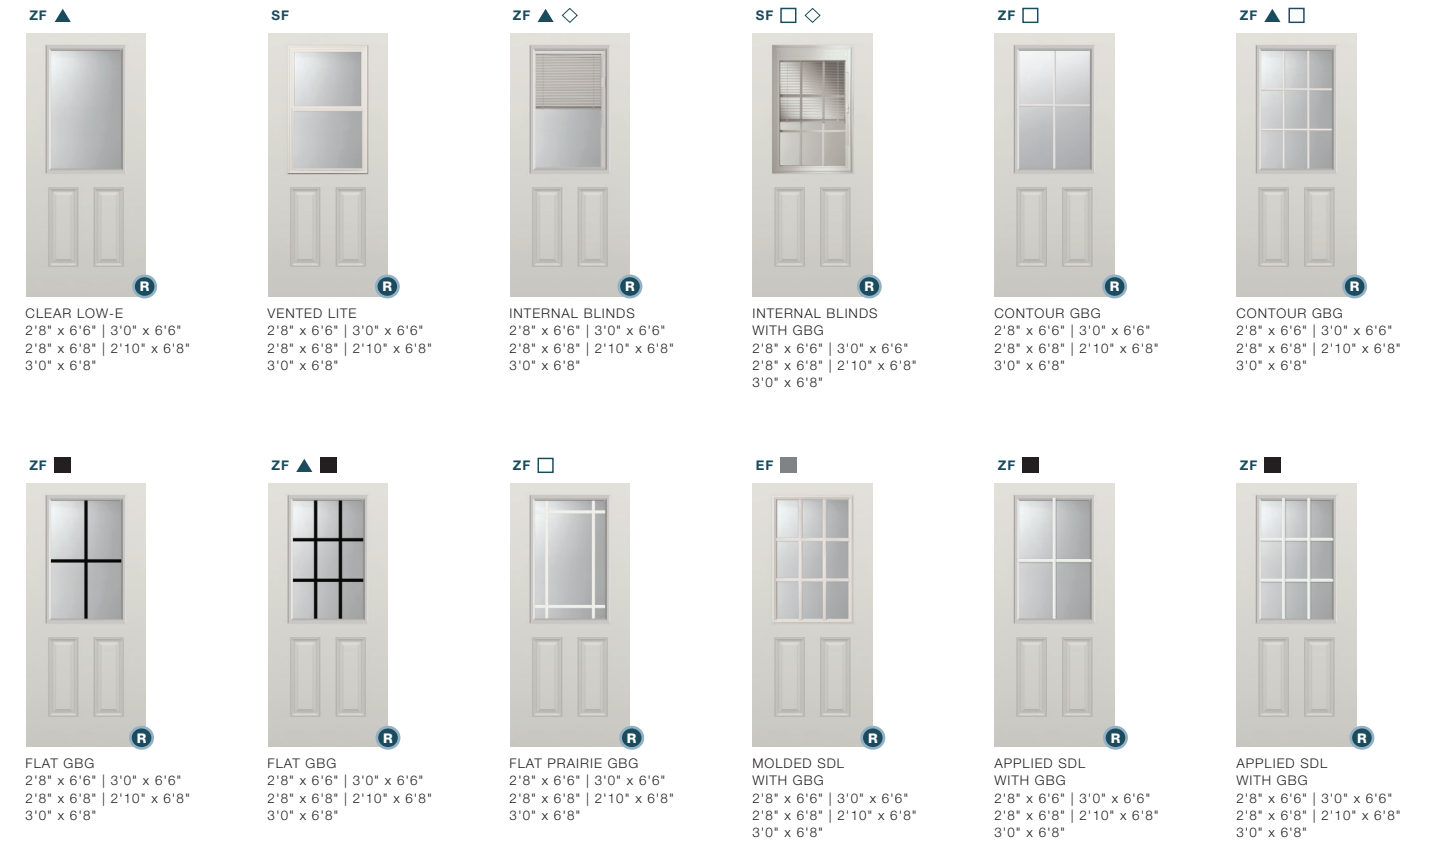 ZF
SF
ZF
SF
ZF
ZF
R
R
R
R
R
R
CLEAR LOW-E
2'8" x 6'6" | 3'0" x 6'6"
2'8" x 6'8" | 2'10" x 6'8"
3'0" x 6'8"
VENTED LITE
2'8" x 6'6" | 3'0" x 6'6"
2'8" x 6'8" | 2'10" x 6'8"
3'0" x 6'8"
INTERNAL BLINDS
2'8" x 6'6" | 3'0" x 6'6"
2'8" x 6'8" | 2'10" x 6'8"
3'0" x 6'8"
INTERNAL BLINDS
WITH GBG
2'8" x 6'6" | 3'0" x 6'6"
2'8" x 6'8" | 2'10" x 6'8"
3'0" x 6'8"
CONTOUR GBG
2'8" x 6'6" | 3'0" x 6'6"
2'8" x 6'8" | 2'10" x 6'8"
3'0" x 6'8"
CONTOUR GBG
2'8" x 6'6" | 3'0" x 6'6"
2'8" x 6'8" | 2'10" x 6'8"
3'0" x 6'8"
ZF
ZF
ZF
EF
ZF
ZF
R
R
R
R
R
R
FLAT GBG
2'8" x 6'6" | 3'0" x 6'6"
2'8" x 6'8" | 2'10" x 6'8"
3'0" x 6'8"
FLAT GBG
2'8" x 6'6" | 3'0" x 6'6"
2'8" x 6'8" | 2'10" x 6'8"
3'0" x 6'8"
FLAT PRAIRIE GBG
2'8" x 6'6" | 3'0" x 6'6"
2'8" x 6'8" | 2'10" x 6'8"
3'0" x 6'8"
MOLDED SDL
WITH GBG
2'8" x 6'6" | 3'0" x 6'6"
2'8" x 6'8" | 2'10" x 6'8"
3'0" x 6'8"
APPLIED SDL
WITH GBG
2'8" x 6'6" | 3'0" x 6'6"
2'8" x 6'8" | 2'10" x 6'8"
3'0" x 6'8"
APPLIED SDL
WITH GBG
2'8" x 6'6" | 3'0" x 6'6"
2'8" x 6'8" | 2'10" x 6'8"
3'0" x 6'8"